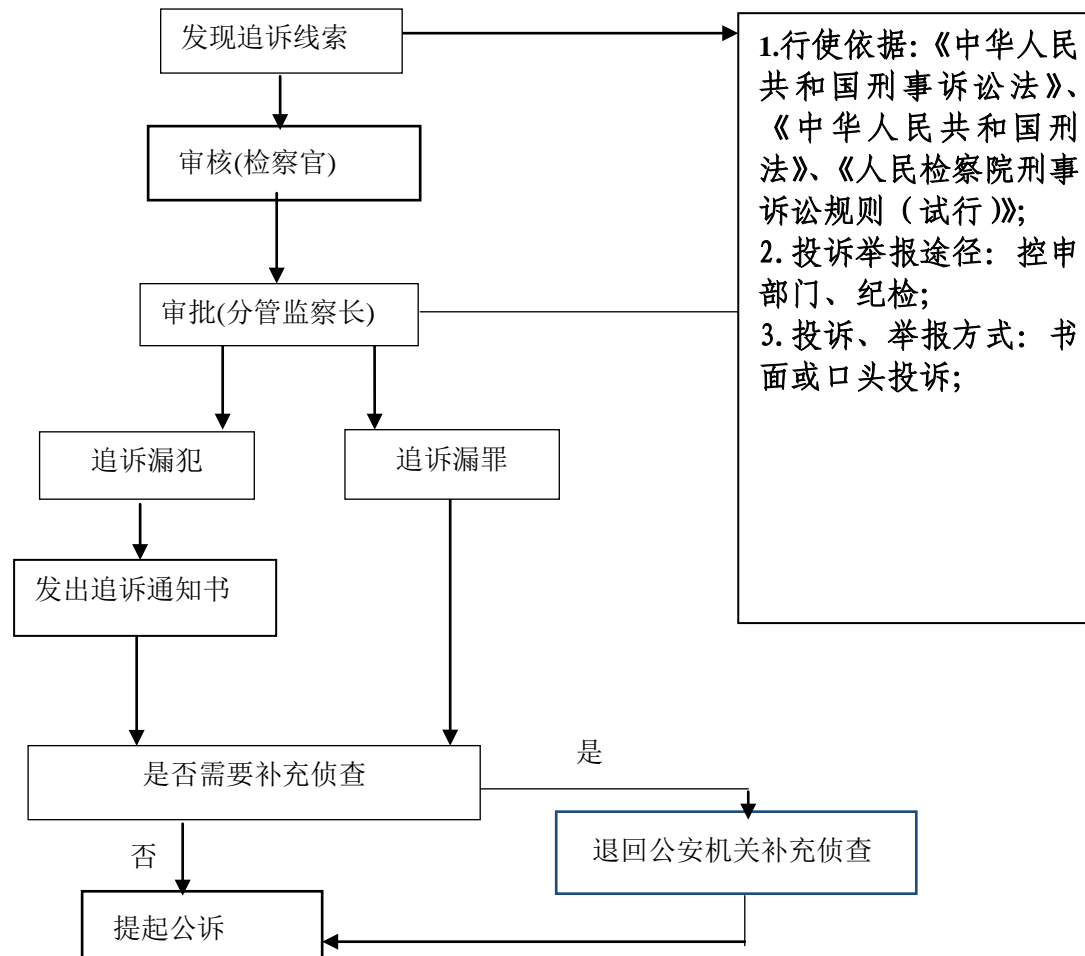 发现追诉线索
审核(检察官)
审批(分管监察长)
追诉漏犯
追诉漏罪
发出追诉通知书
是否需要补充侦查
是
否
退回公安机关补充侦查
提起公诉
1.行使依据:《中华人民
共和国刑事诉讼法》、
《中华人民共和国刑
法》、《人民检察院刑事
诉讼规则（试行）》;
2.投诉举报途径：控申
部门、纪检;
3.投诉、举报方式：书
面或口头投诉;